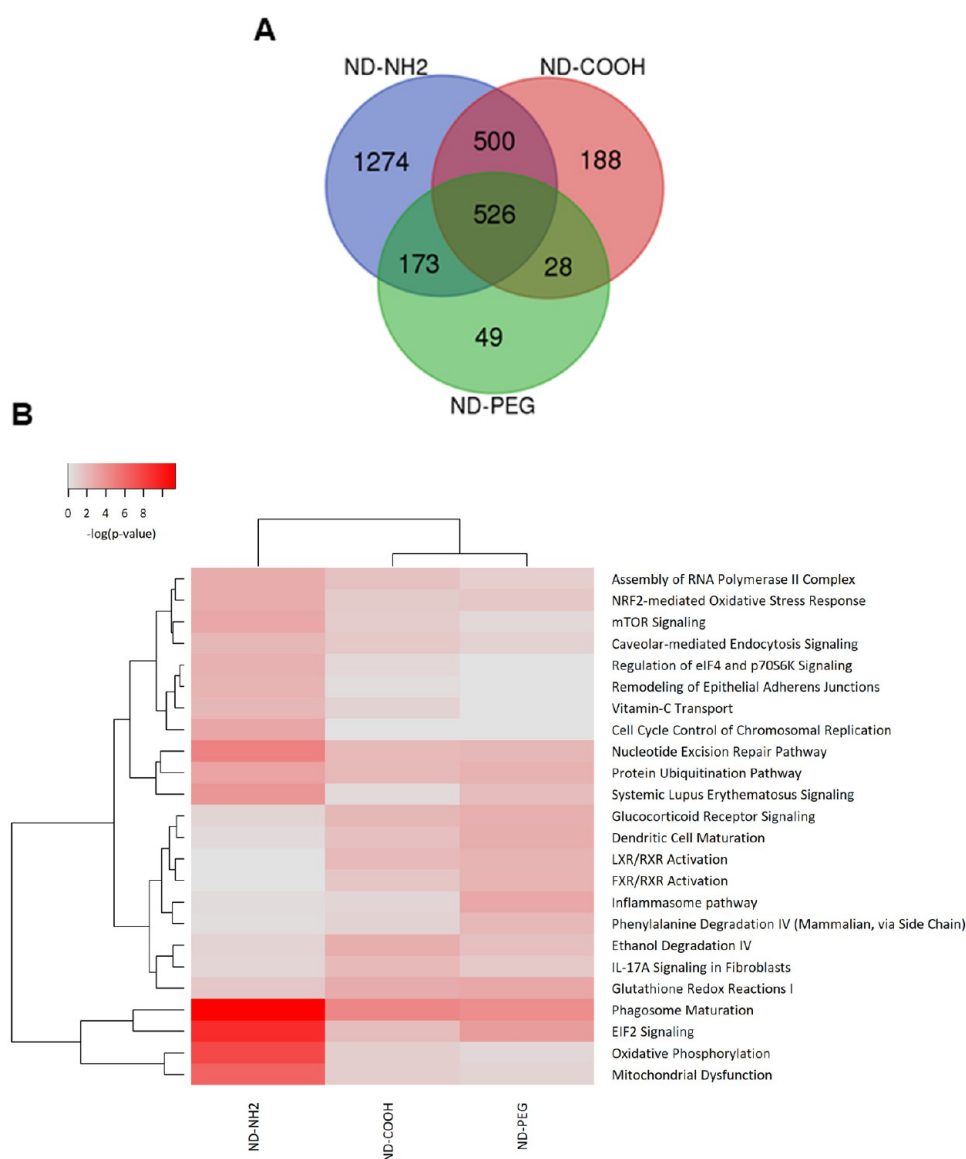 A
ND-NH2
ND-COOH
1274
500
188
526
173
28
49
ND-PEG
B
0 2 4 6 8
-log(p-value)
Assembly of RNA Polymerase II Complex
NRF2-mediated Oxidative Stress Response
mTOR Signaling
Caveolar-mediated Endocytosis Signaling
Regulation of eIF4 and p70S6K Signaling
Remodeling of Epithelial Adherens Junctions
Vitamin-C Transport
Cell Cycle Control of Chromosomal Replication
Nucleotide Excision Repair Pathway
Protein Ubiquitination Pathway
Systemic Lupus Erythematosus Signaling
Glucocorticoid Receptor Signaling
Dendritic Cell Maturation
LXR/RXR Activation
FXR/RXR Activation
Inflammasome pathway
Phenylalanine Degradation IV (Mammalian, via Side Chain)
Ethanol Degradation IV
IL-17A Signaling in Fibroblasts
Glutathione Redox Reactions I
Phagosome Maturation
EIF2 Signaling
Oxidative Phosphorylation
Mitochondrial Dysfunction
ND-NH2
ND-COOH
ND-PEG